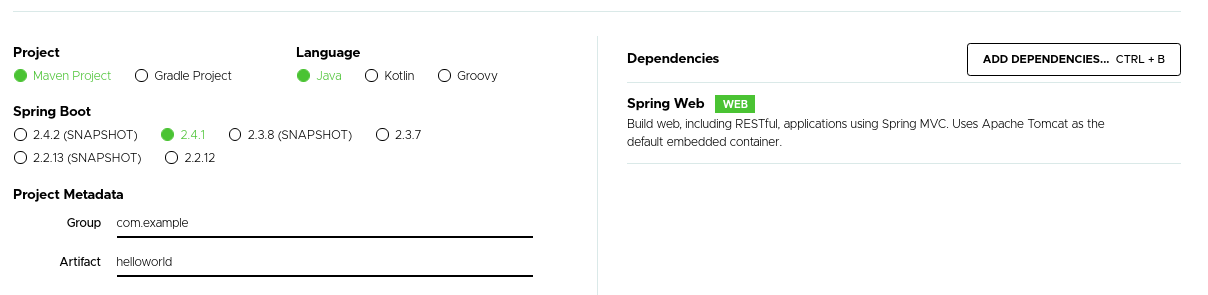 Project
Maven Project Gradle Project
Language
Java Kotlin Groovy
Spring Boot
2.4.2 (SNAPSHOT) 2.4.1 2.3.8 (SNAPSHOT) 2.3.7
2.2.13 (SNAPSHOT) 2.2.12
Project Metadata
Group com.example
Artifact helloworld
Dependencies ADD DEPENDENCIES... CTRL + B
Spring Web WEB
Build web, including RESTful, applications using Spring MVC. Uses Apache Tomcat as the
default embedded container.